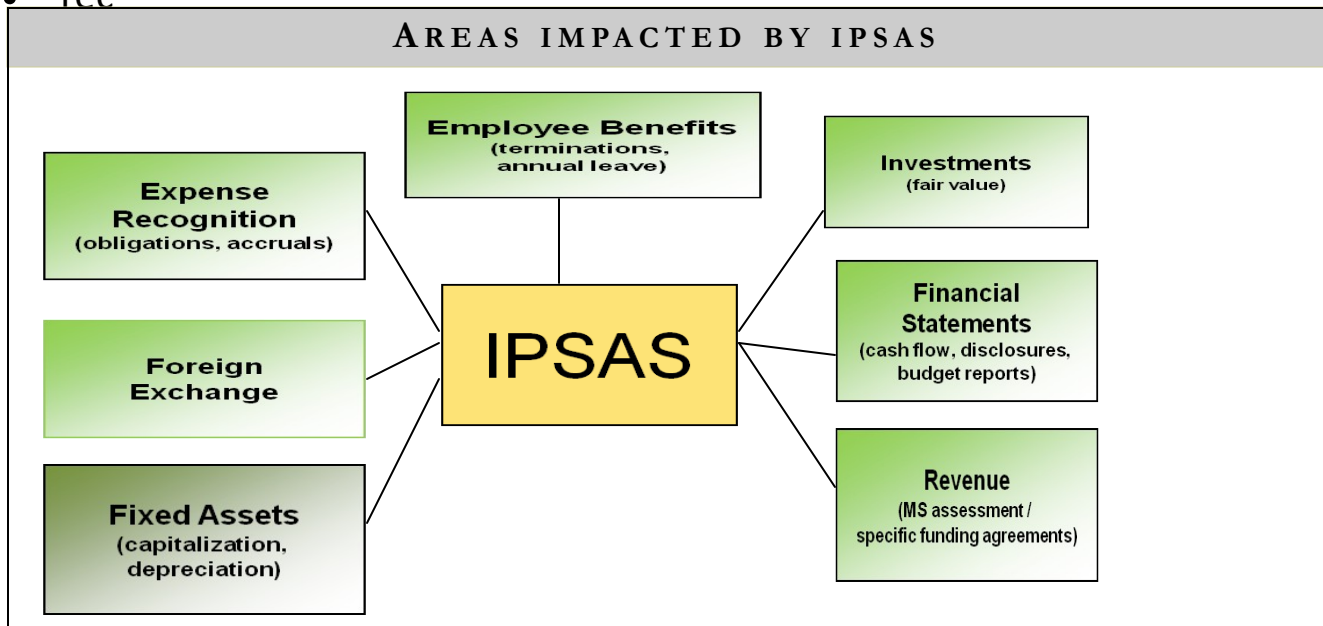 AREAS IMPACTED BY IPSAS
Employee Benefits
(terminations,
annual leave)
Investments
(fair value)
Expense
Recognition
(obligations, accruals)
Financial
Statements
(cash flow, disclosures,
budget reports)
IPSAS
Foreign
Exchange
Revenue
(MS assessment /
specific funding agreements)
Fixed Assets
(capitalization,
depreciation)